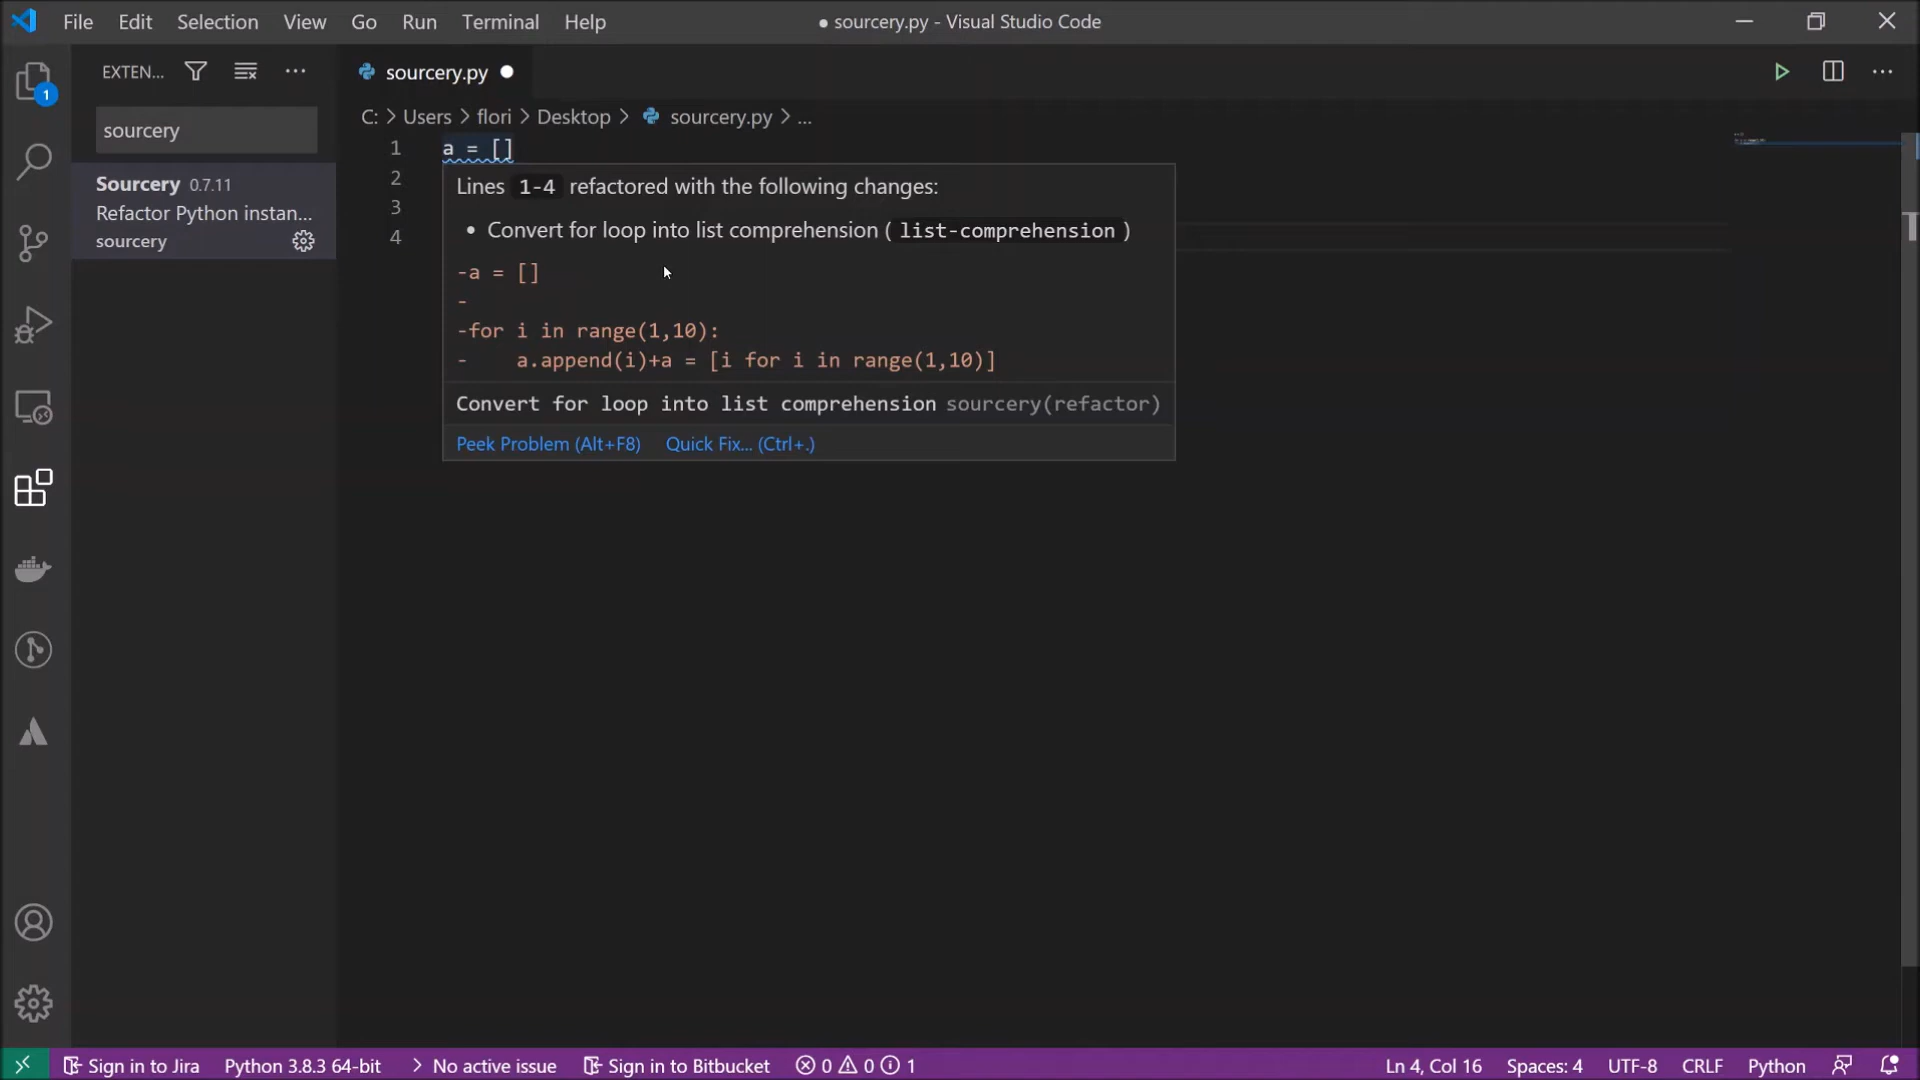 File Edit Selection View Go Run Terminal Help
● sourcery.py - Visual Studio Code
EXTEN...
sourcery.py
sourcery
C: > Users > flori > Desktop > sourcery.py > ...
Sourcery 0.7.11
Refactor Python instan...
sourcery
1 a = []
2
3
4
Lines 1-4 refactored with the following changes:
• Convert for loop into list comprehension ( list-comprehension )
-a = []
-
-for i in range(1,10):
-    a.append(i)+a = [i for i in range(1,10)]
Convert for loop into list comprehension sourcery(refactor)
Peek Problem (Alt+F8) Quick Fix... (Ctrl+.)
1
Sign in to Jira Python 3.8.3 64-bit > No active issue Sign in to Bitbucket 0 0 1 Ln 4, Col 16 Spaces: 4 UTF-8 CRLF Python